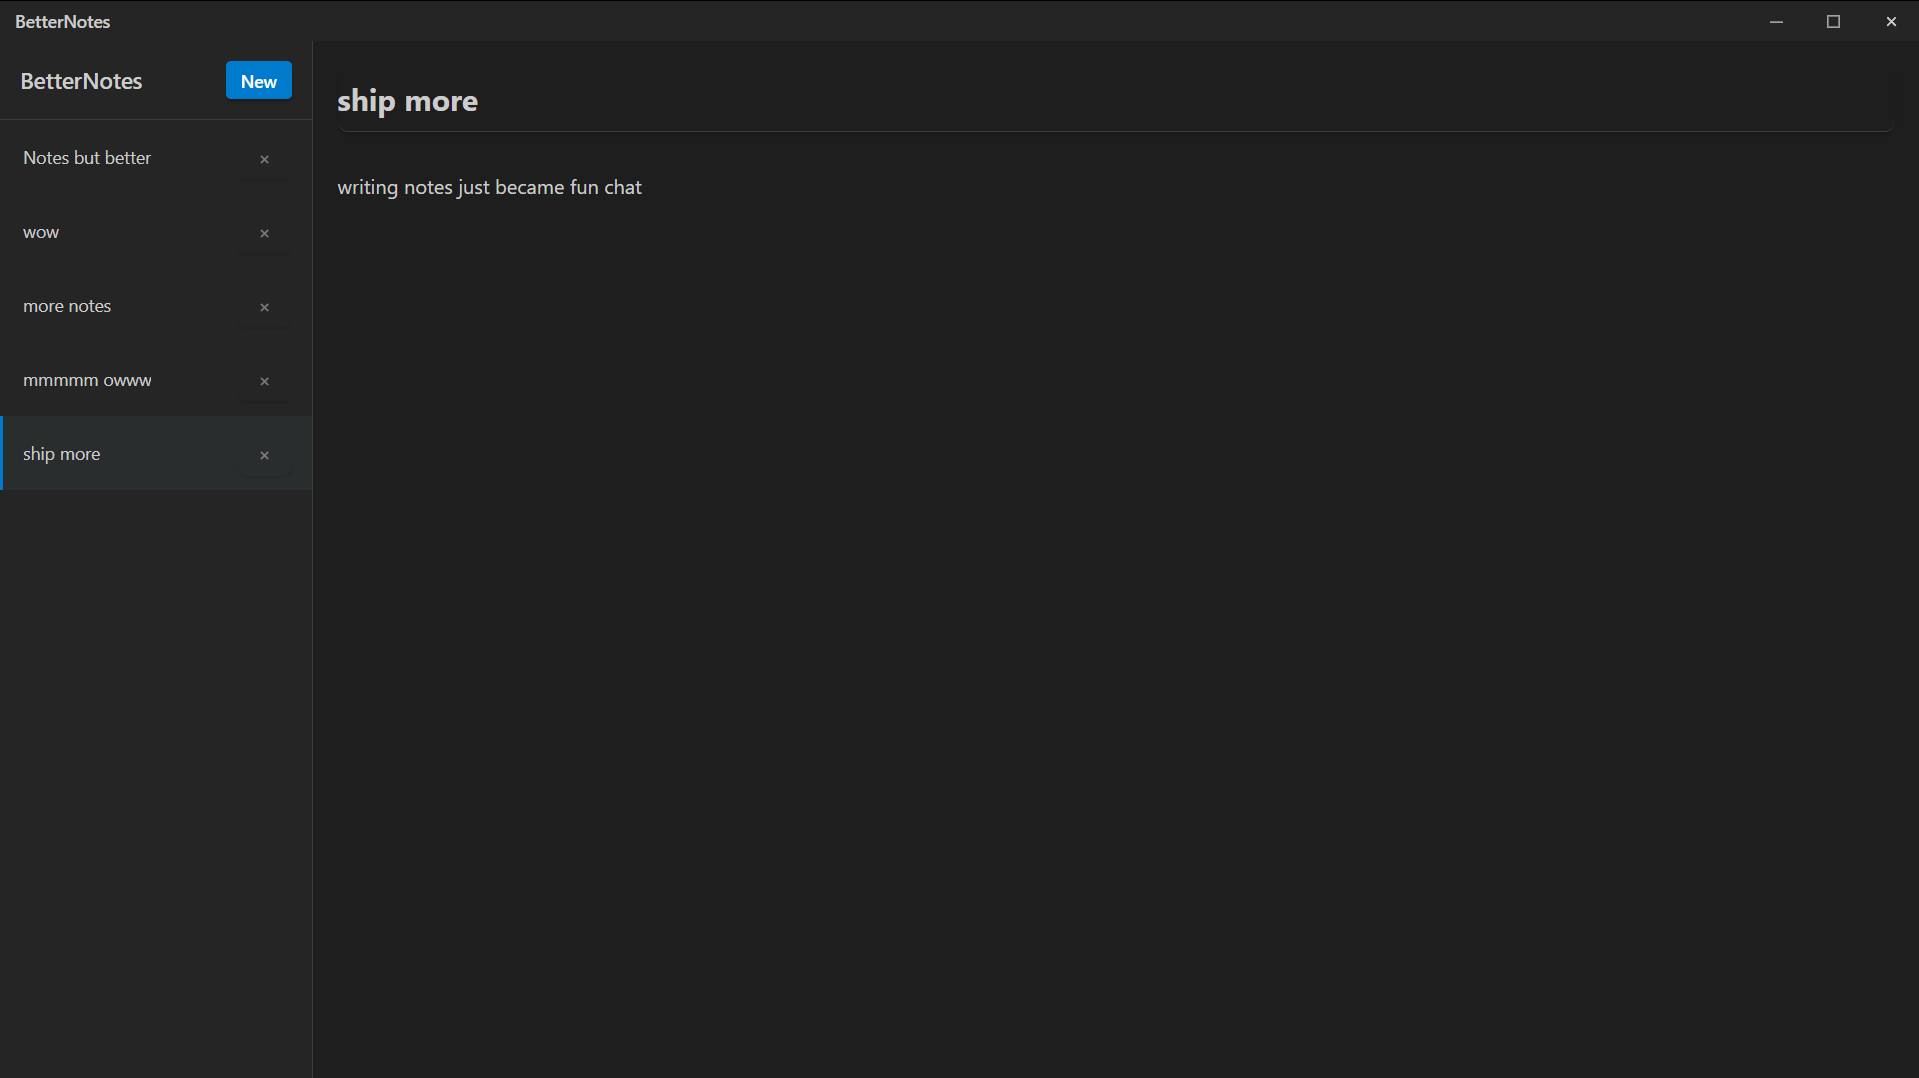 BetterNotes
BetterNotes
New
Notes but better
wow
more notes
mmmmm owww
ship more
ship more
writing notes just became fun chat